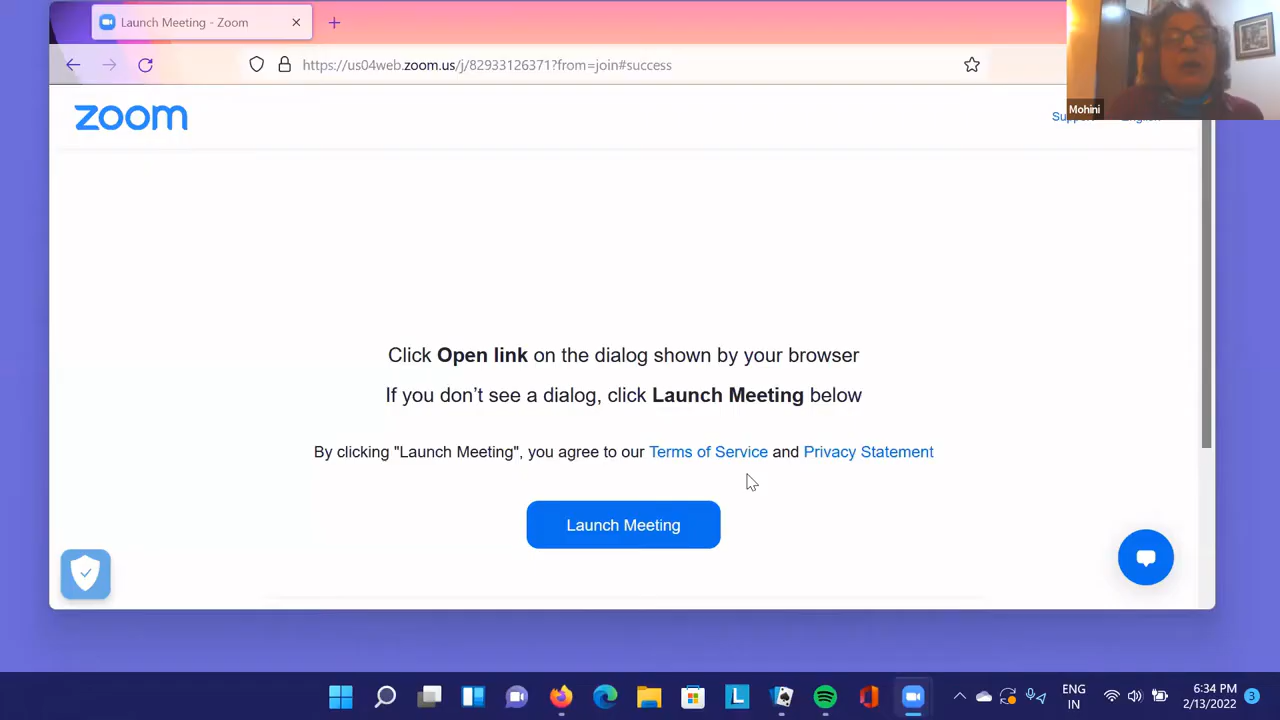 Launch Meeting - Zoom
https://us04web.zoom.us/j/82933126371?from=join#success
Mohini
zoom
Click Open link on the dialog shown by your browser
If you don’t see a dialog, click Launch Meeting below
By clicking "Launch Meeting", you agree to our Terms of Service and Privacy Statement
Launch Meeting
L
ENG
IN
6:34 PM
2/13/2022
3